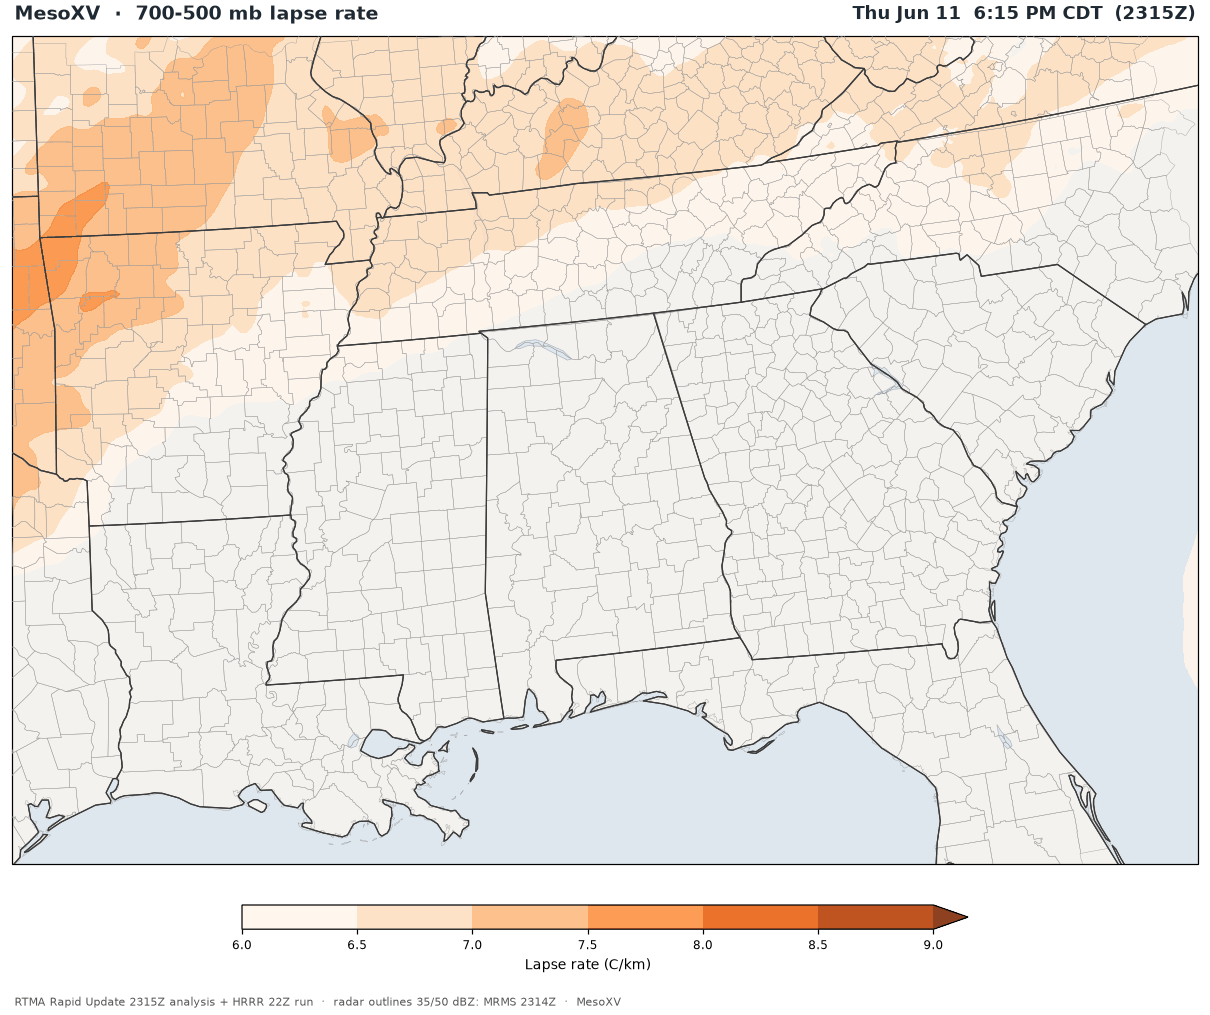 MesoXV · 700-500 mb lapse rate
Thu Jun 11 6:15 PM CDT (2315Z)
6.0 6.5 7.0 7.5 8.0 8.5 9.0
Lapse rate (C/km)
RTMA Rapid Update 2315Z analysis + HRRR 22Z run · radar outlines 35/50 dBZ: MRMS 2314Z · MesoXV